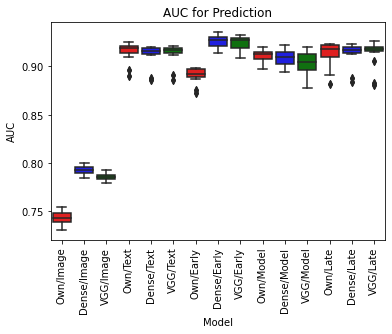 AUC for Prediction
AUC
0.90
0.85
0.80
0.75
Own/Image
Dense/Image
VGG/Image
Own/Text
Dense/Text
VGG/Text
Own/Early
Dense/Early
VGG/Early
Own/Model
Dense/Model
VGG/Model
Own/Late
Dense/Late
VGG/Late
Model